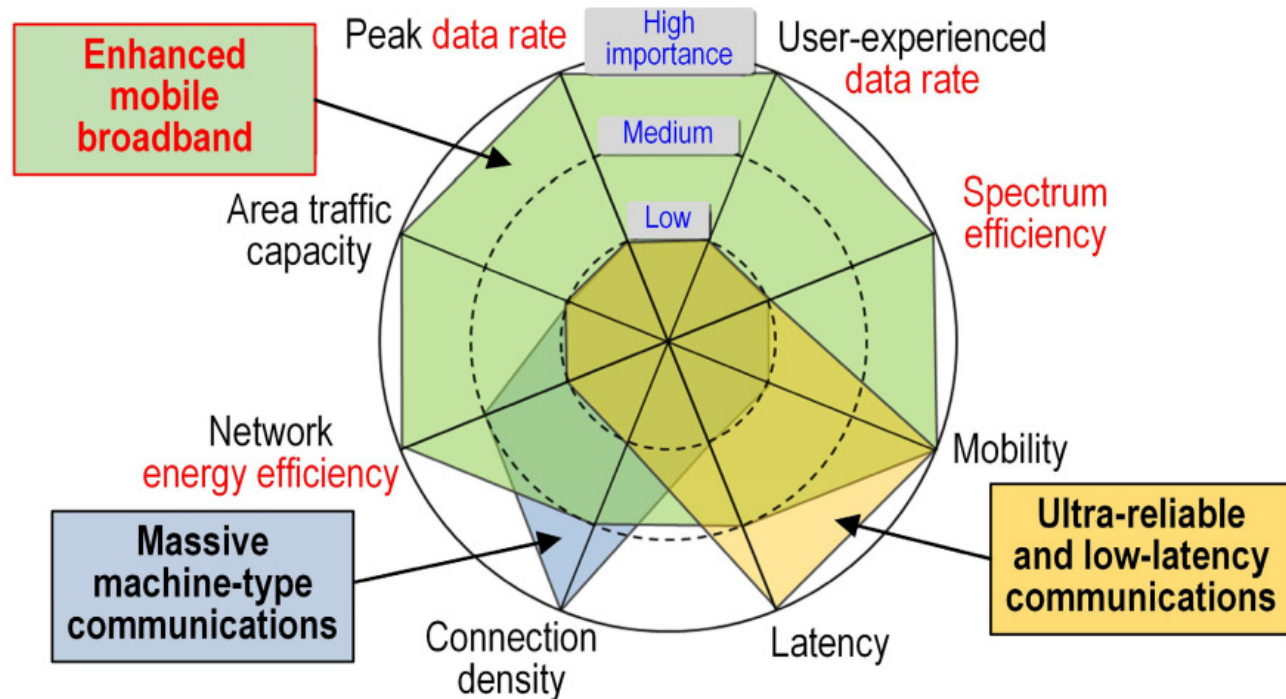 Enhanced
mobile
broadband
Peak data rate
High
importance
User-experienced
data rate
Medium
Low
Area traffic
capacity
Spectrum
efficiency
Network
energy efficiency
Mobility
Massive
machine-type
communications
Ultra-reliable
and low-latency
communications
Connection
density
Latency